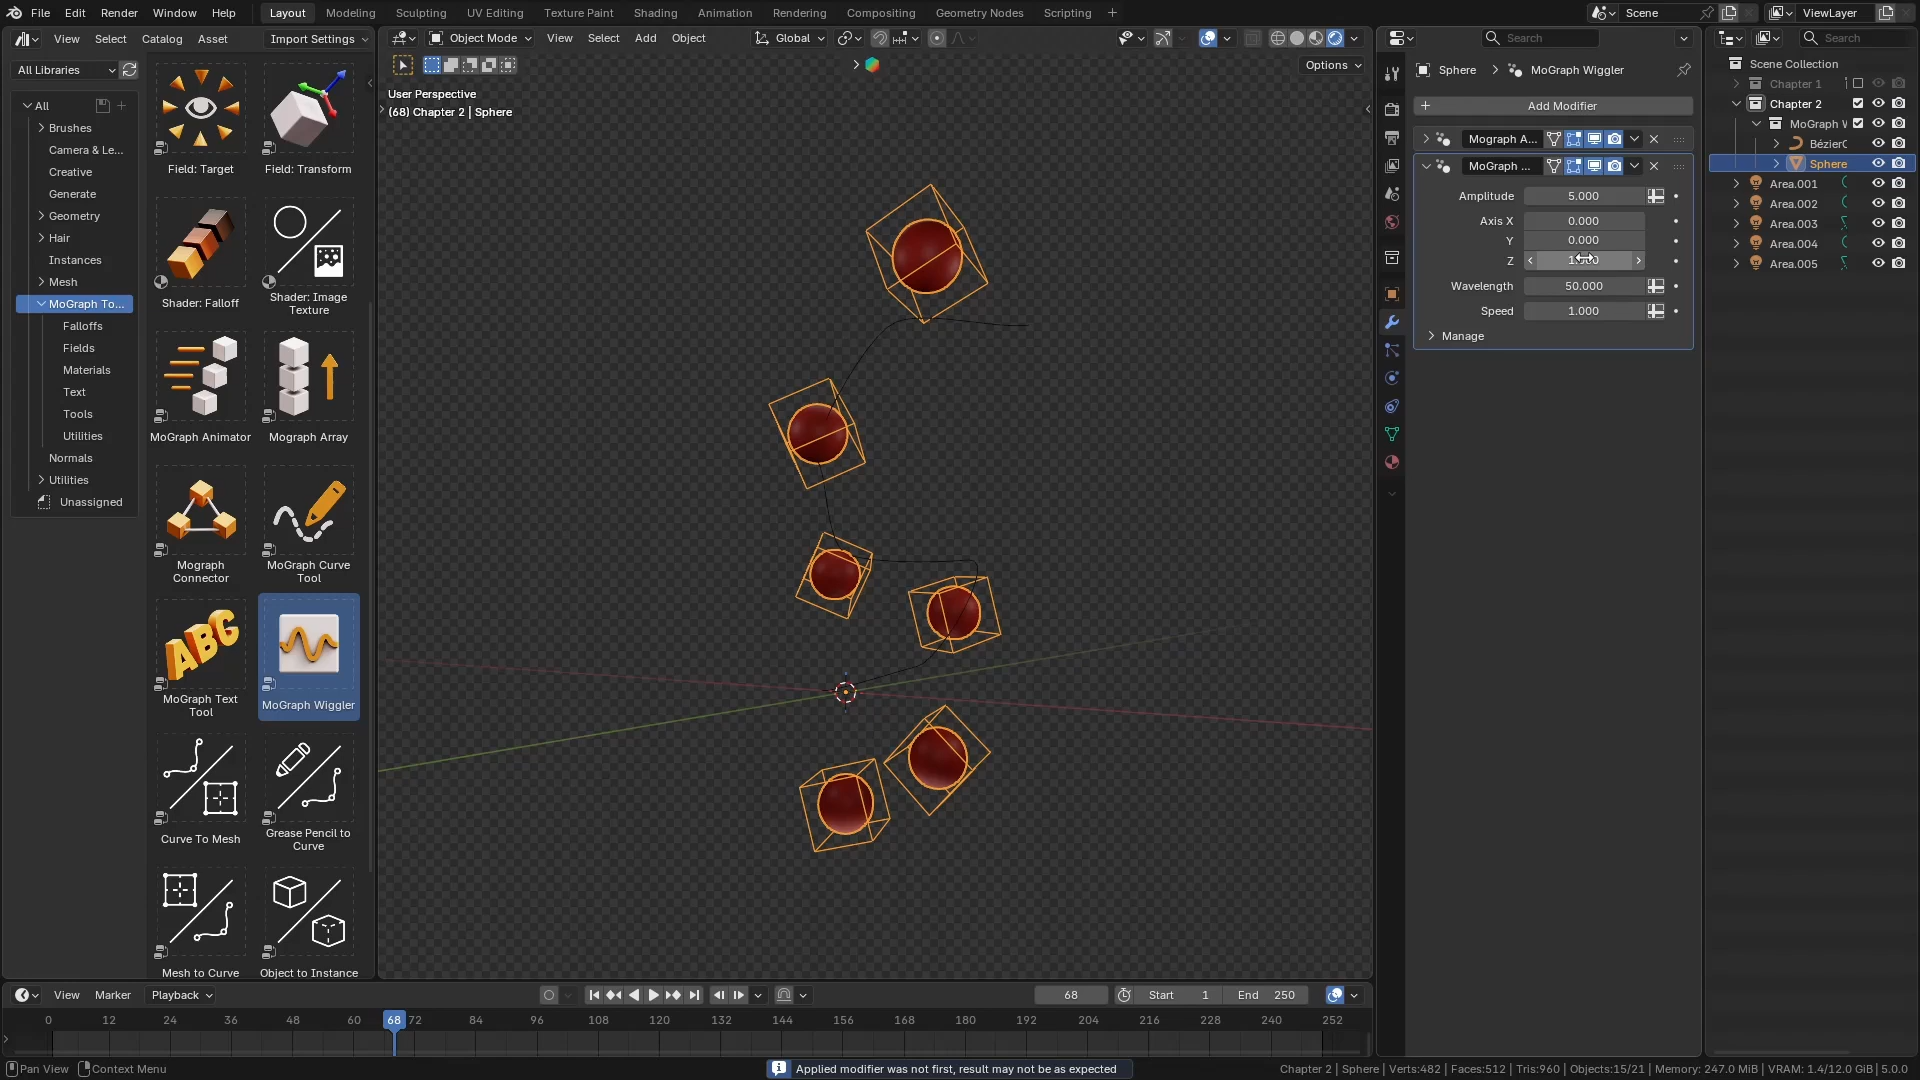 File Edit Render Window Help Layout Modeling Sculpting UV Editing Texture Paint Shading Animation Rendering Compositing Geometry Nodes Scripting Scene ViewLayer
View Select Catalog Asset Import Settings
Object Mode View Select Add Object Global
Search
Search
All Libraries
Options
All
Brushes
Camera & Le...
Creative
Generate
Geometry
Hair
Instances
Mesh
MoGraph To...
Falloffs
Fields
Materials
Text
Tools
Utilities
Normals
Utilities
Unassigned
Field: Target
Field: Transform
Shader: Falloff
Shader: Image Texture
MoGraph Animator
Mograph Array
Mograph Connector
MoGraph Curve Tool
ABC
MoGraph Text Tool
MoGraph Wiggler
Curve To Mesh
Grease Pencil to Curve
Mesh to Curve
Object to Instance
User Perspective
(68) Chapter 2 | Sphere
Sphere MoGraph Wiggler
Add Modifier
Mograph A...
MoGraph ...
Amplitude 5.000
Axis X 0.000
Y 0.000
Z
Wavelength 50.000
Speed 1.000
Manage
Scene Collection
Chapter 1
Chapter 2
MoGraph W
BézierC
Sphere
Area.001
Area.002
Area.003
Area.004
Area.005
View Marker Playback
68 Start 1 End 250
0 12 24 36 48 60 68 72 84 96 108 120 132 144 156 168 180 192 204 216 228 240 252
Pan View Context Menu
Applied modifier was not first, result may not be as expected
Chapter 2 | Sphere | Verts:482 | Faces:512 | Tris:960 | Objects:15/21 | Memory: 247.0 MiB | VRAM: 1.4/12.0 GiB | 5.0.0